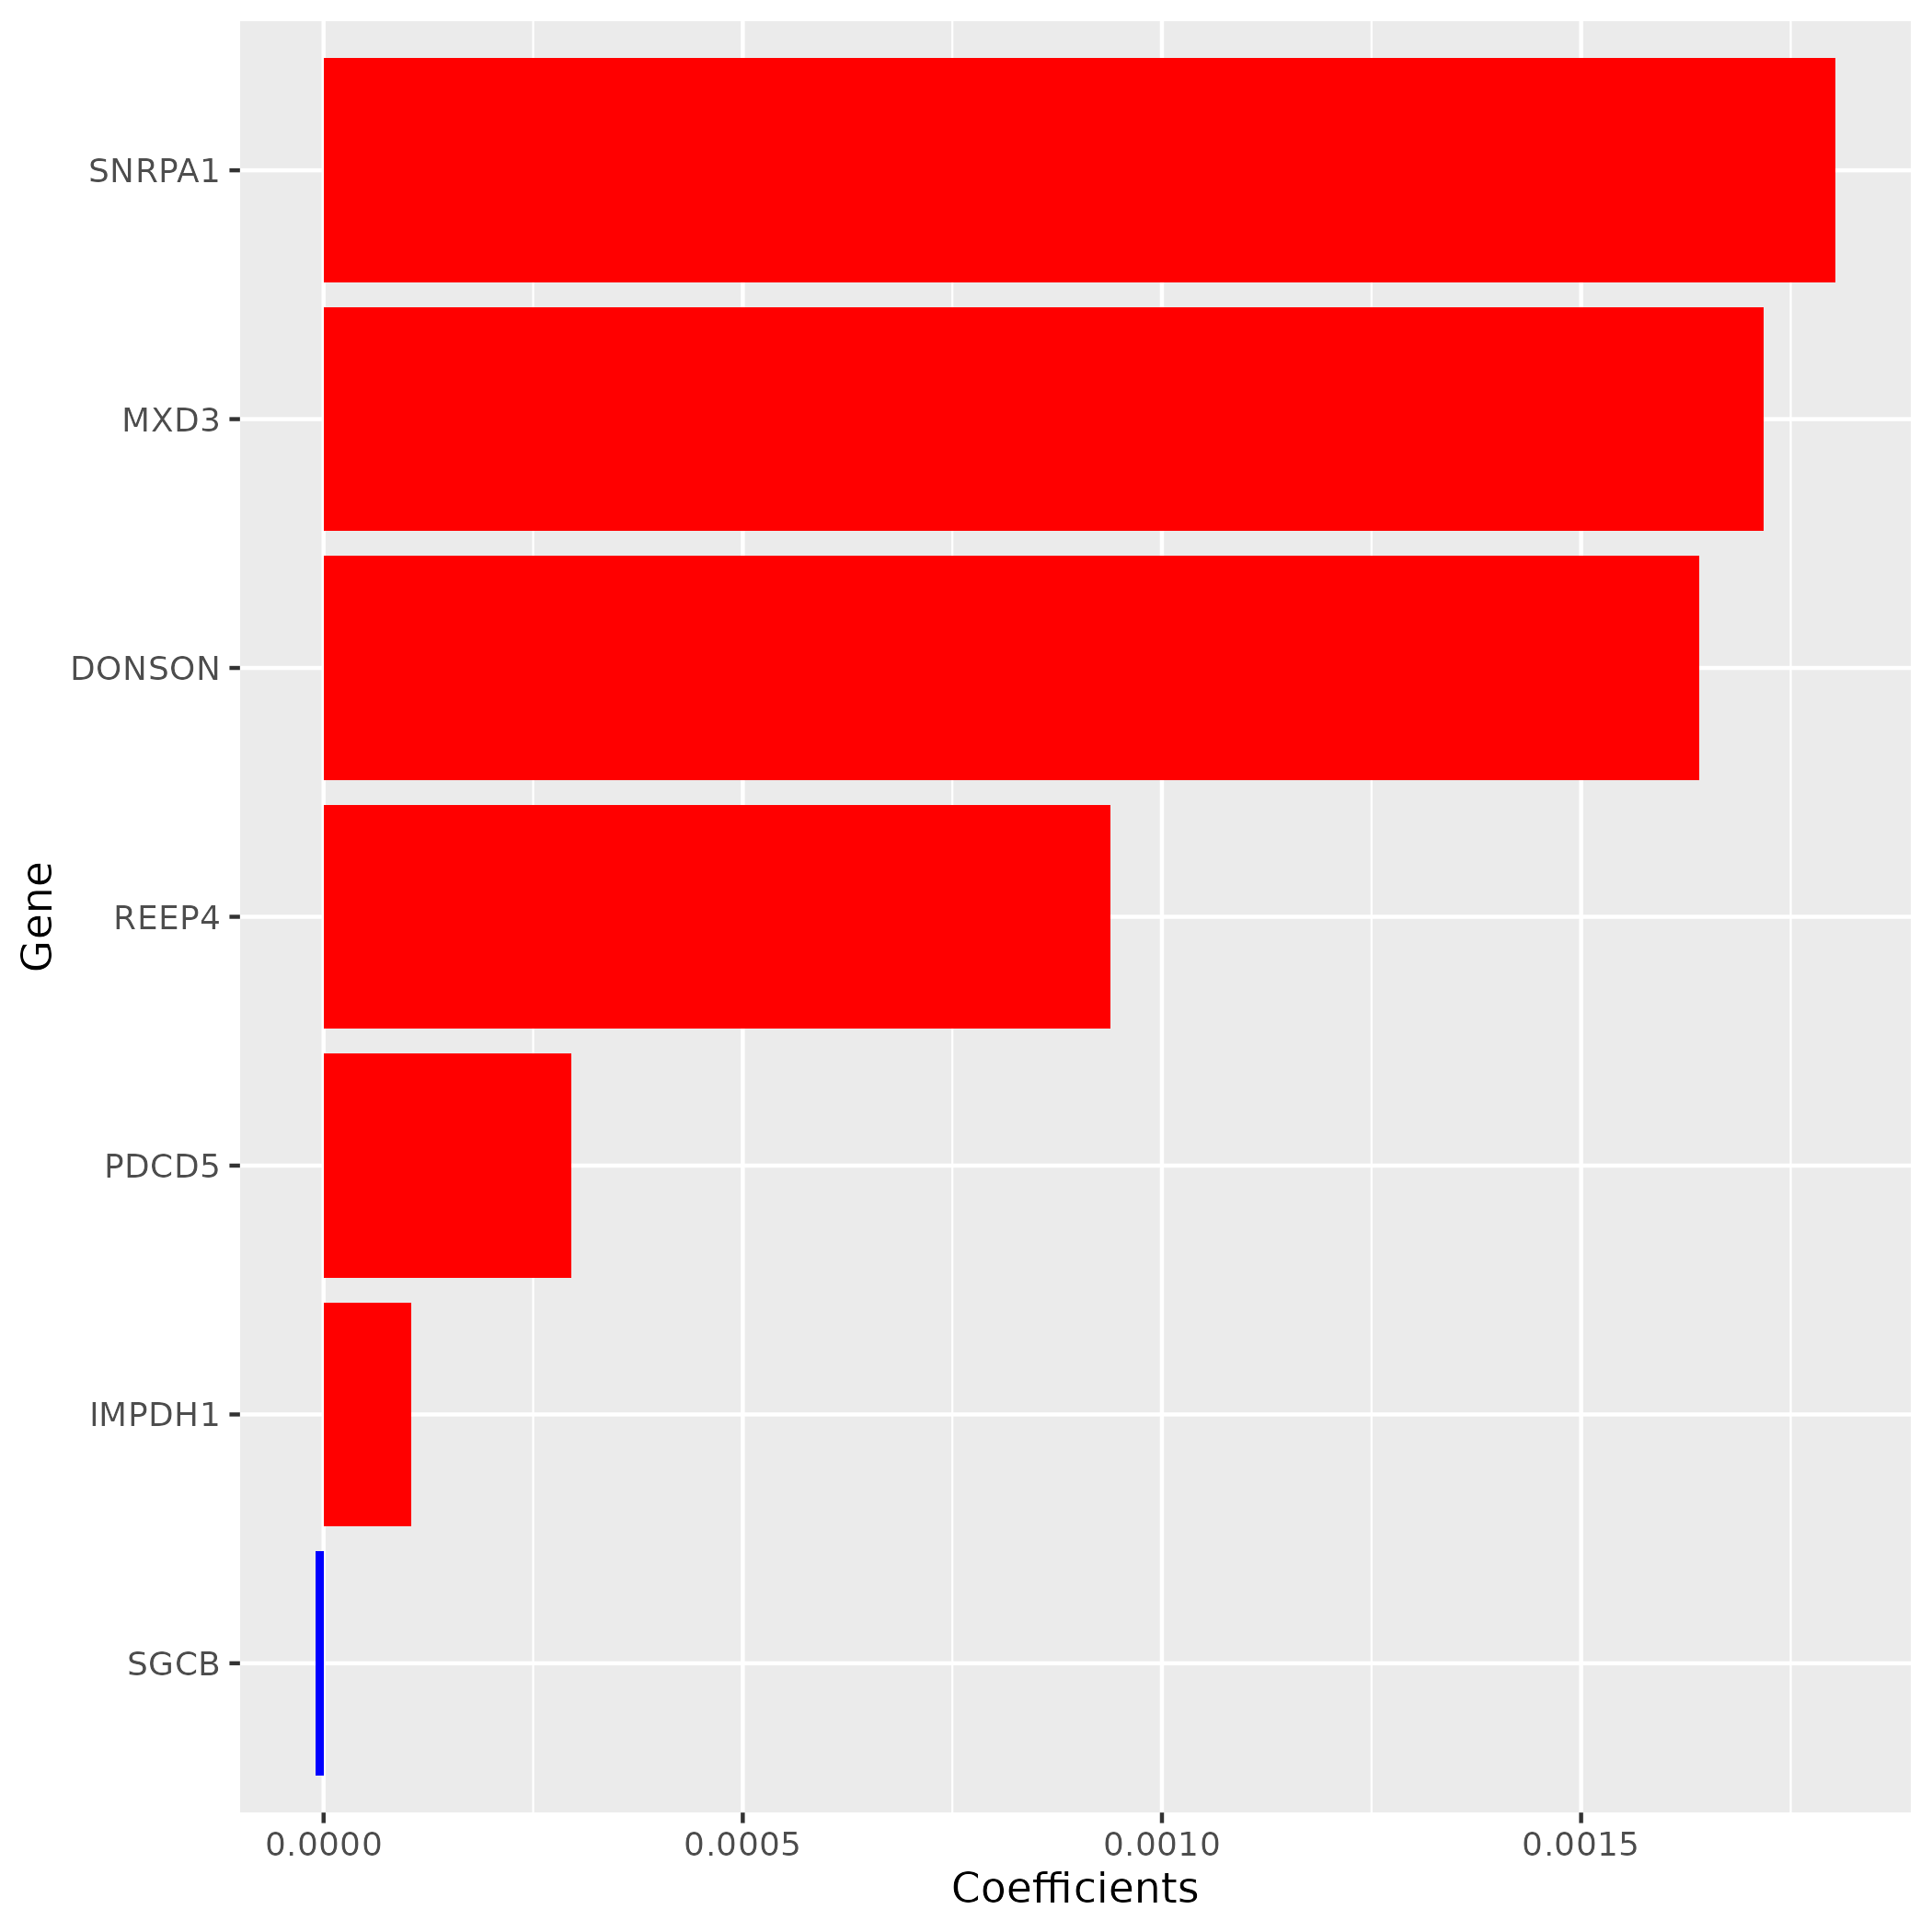 SNRPA1
MXD3
DONSON
REEP4
PDCD5
IMPDH1
SGCB
Gene
0.0000 0.0005 0.0010 0.0015
Coefficients